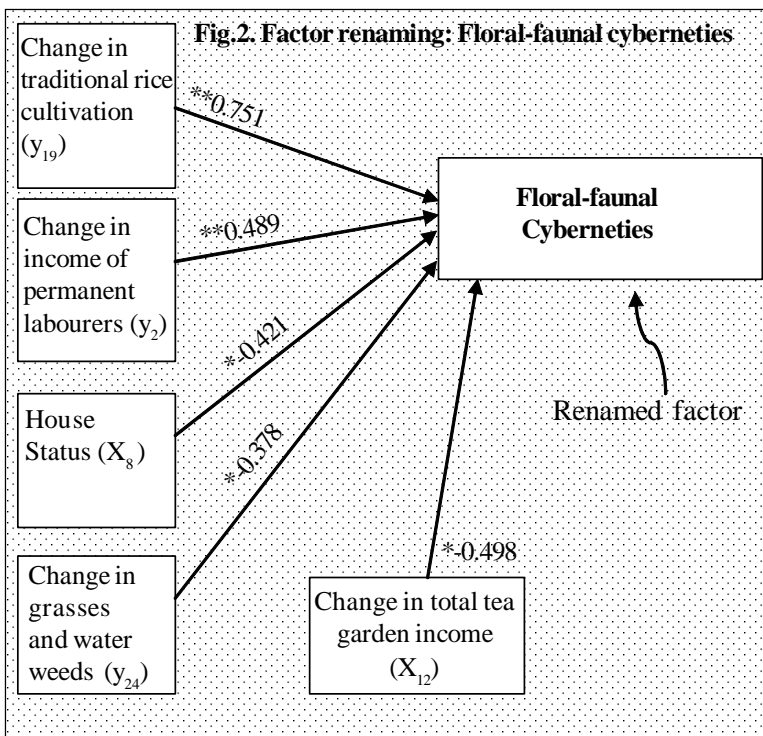 Fig.2. Factor renaming: Floral-faunal cyberneties
Change in
traditional rice
cultivation
(y₁₉)
**0.751
Floral-faunal
Cyberneties
Change in
income of
permanent
labourers (y₂)
**0.489
House
Status (X₈)
*-0.421
Renamed factor
Change in
grasses
and water
weeds (y₂₄)
*-0.378
*-0.498
Change in total tea
garden income
(X₁₂)